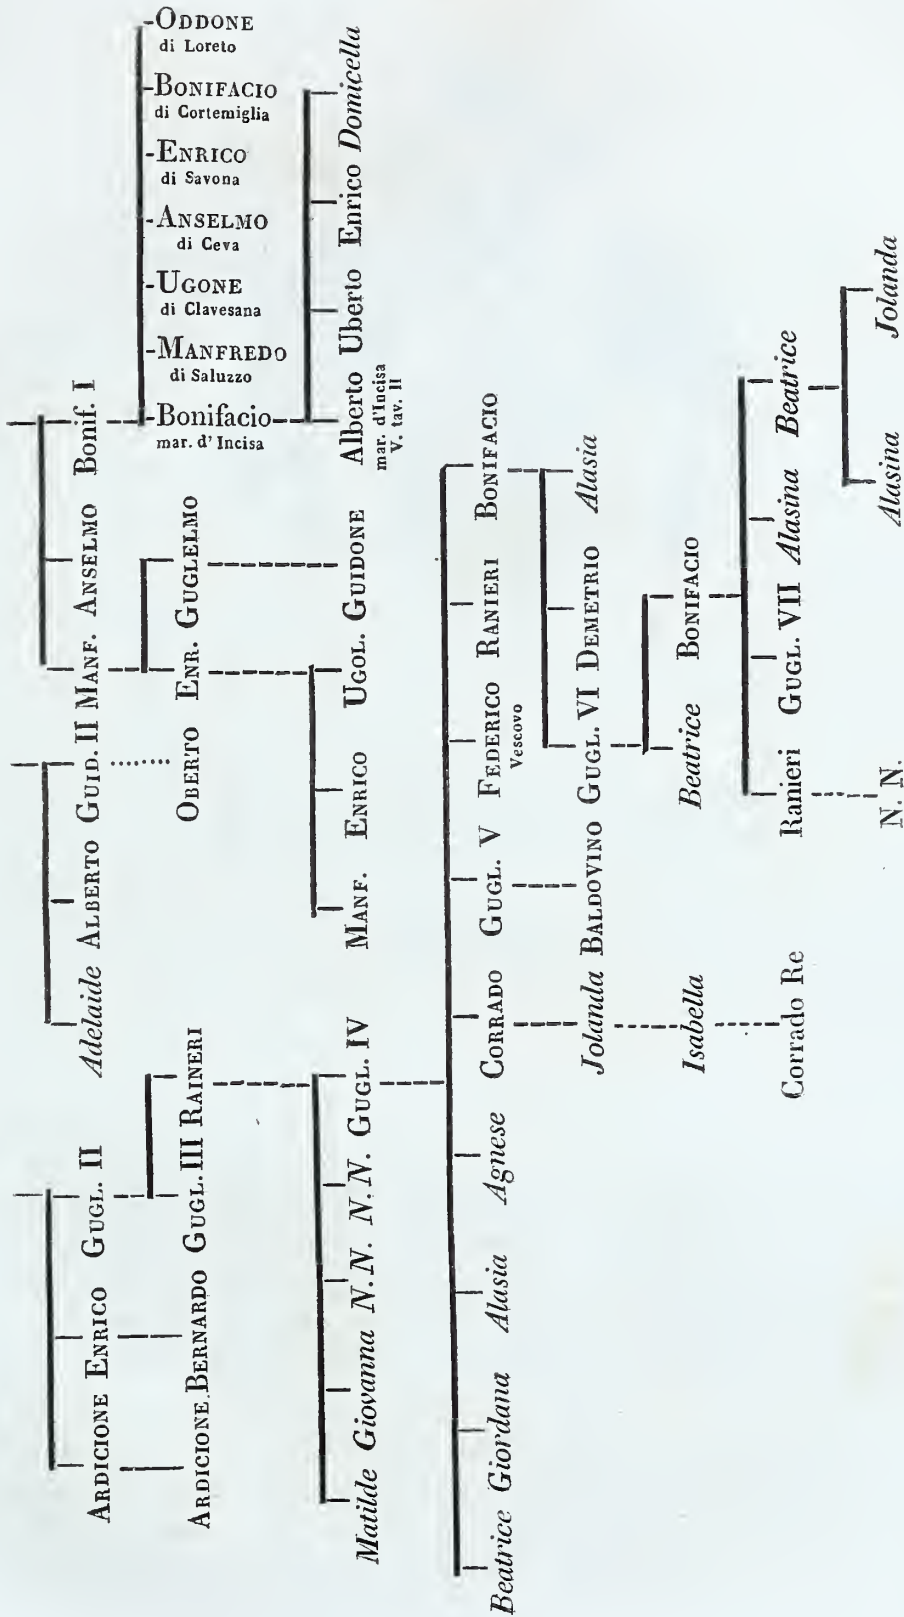 ARDICIONE ENRICO GUGL. II Adelaide ALBERTO GUID. II MANF. ANSELMO BONIF. I
ARDICIONE BERNARDO GUGL. III RAINERI OBERTO ENR. GUGLELMO
Bonifacio
mar. d'Incisa
MANFREDO
di Saluzzo
UGONE
di Clavesana
ANSELMO
di Ceva
ENRICO
di Savona
BONIFACIO
di Cortemiglia
ODDONE
di Loreto
Matilde Giovanna N.N. N.N. GUGL. IV MANF. ENRICO UGOL. GUIDONE Alberto Uberto Enrico Domicella
mar. d'Incisa
V. tav. II
Beatrice Giordana Alasia Agnese CORRADO GUGL. V FEDERICO RANIERI BONIFACIO
Vescovo
Jolanda BALDOVINO GUGL. VI DEMETRIO Alasia
Isabella Beatrice BONIFACIO
Corrado Re Ranieri GUGL. VII Alasina Beatrice
N. N. Alasina Jolanda